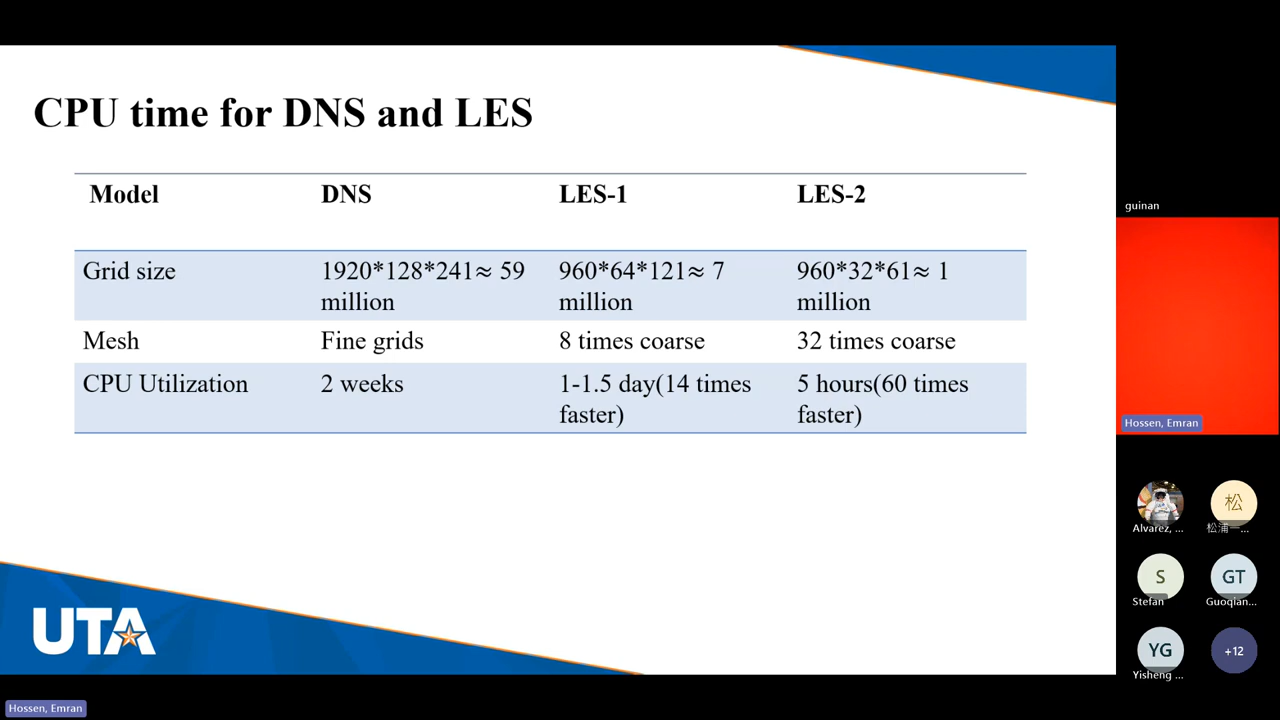 CPU time for DNS and LES
Model DNS LES-1 LES-2
Grid size 1920*128*241≈ 59 million 960*64*121≈ 7 million 960*32*61≈ 1 million
Mesh Fine grids 8 times coarse 32 times coarse
CPU Utilization 2 weeks 1-1.5 day(14 times faster) 5 hours(60 times faster)
UTA
guinan
Hossen, Emran
Alvarez, ...
松
松浦一...
S
Stefan
GT
Guoqian...
YG
Yisheng ...
+12
Hossen, Emran